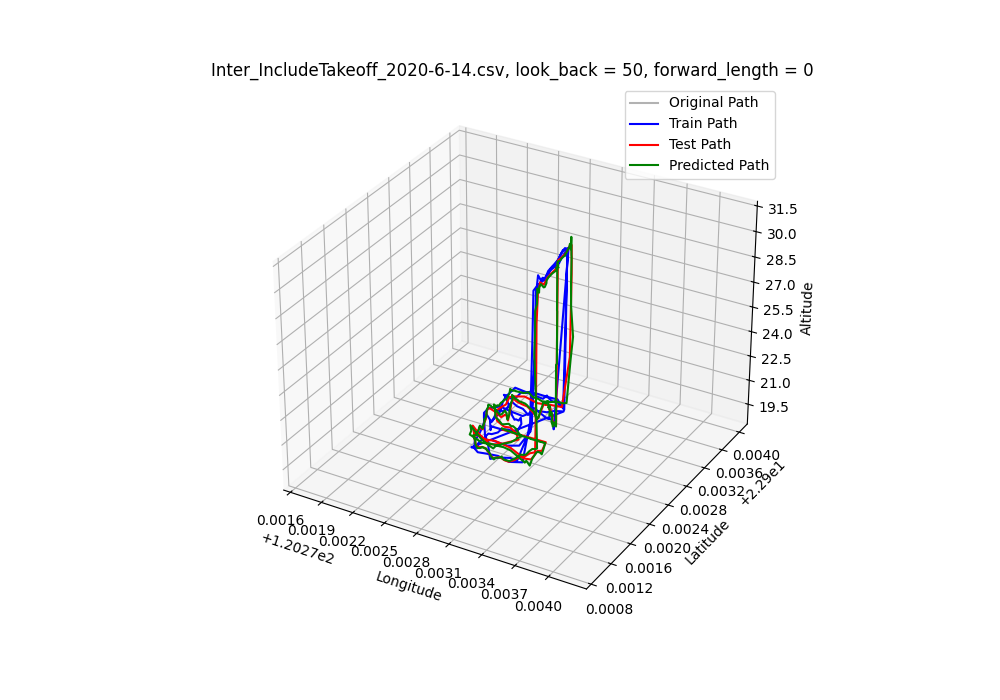 Inter_IncludeTakeoff_2020-6-14.csv, look_back = 50, forward_length = 0
Original Path
Train Path
Test Path
Predicted Path
31.5
30.0
28.5
27.0
25.5
24.0
22.5
21.0
19.5
Altitude
0.0040
0.0036
0.0032
0.0028
0.0024
0.0020
0.0016
0.0012
0.0008
+2.29e1
Latitude
0.0016
0.0019
0.0022
0.0025
0.0028
0.0031
0.0034
0.0037
0.0040
+1.2027e2
Longitude